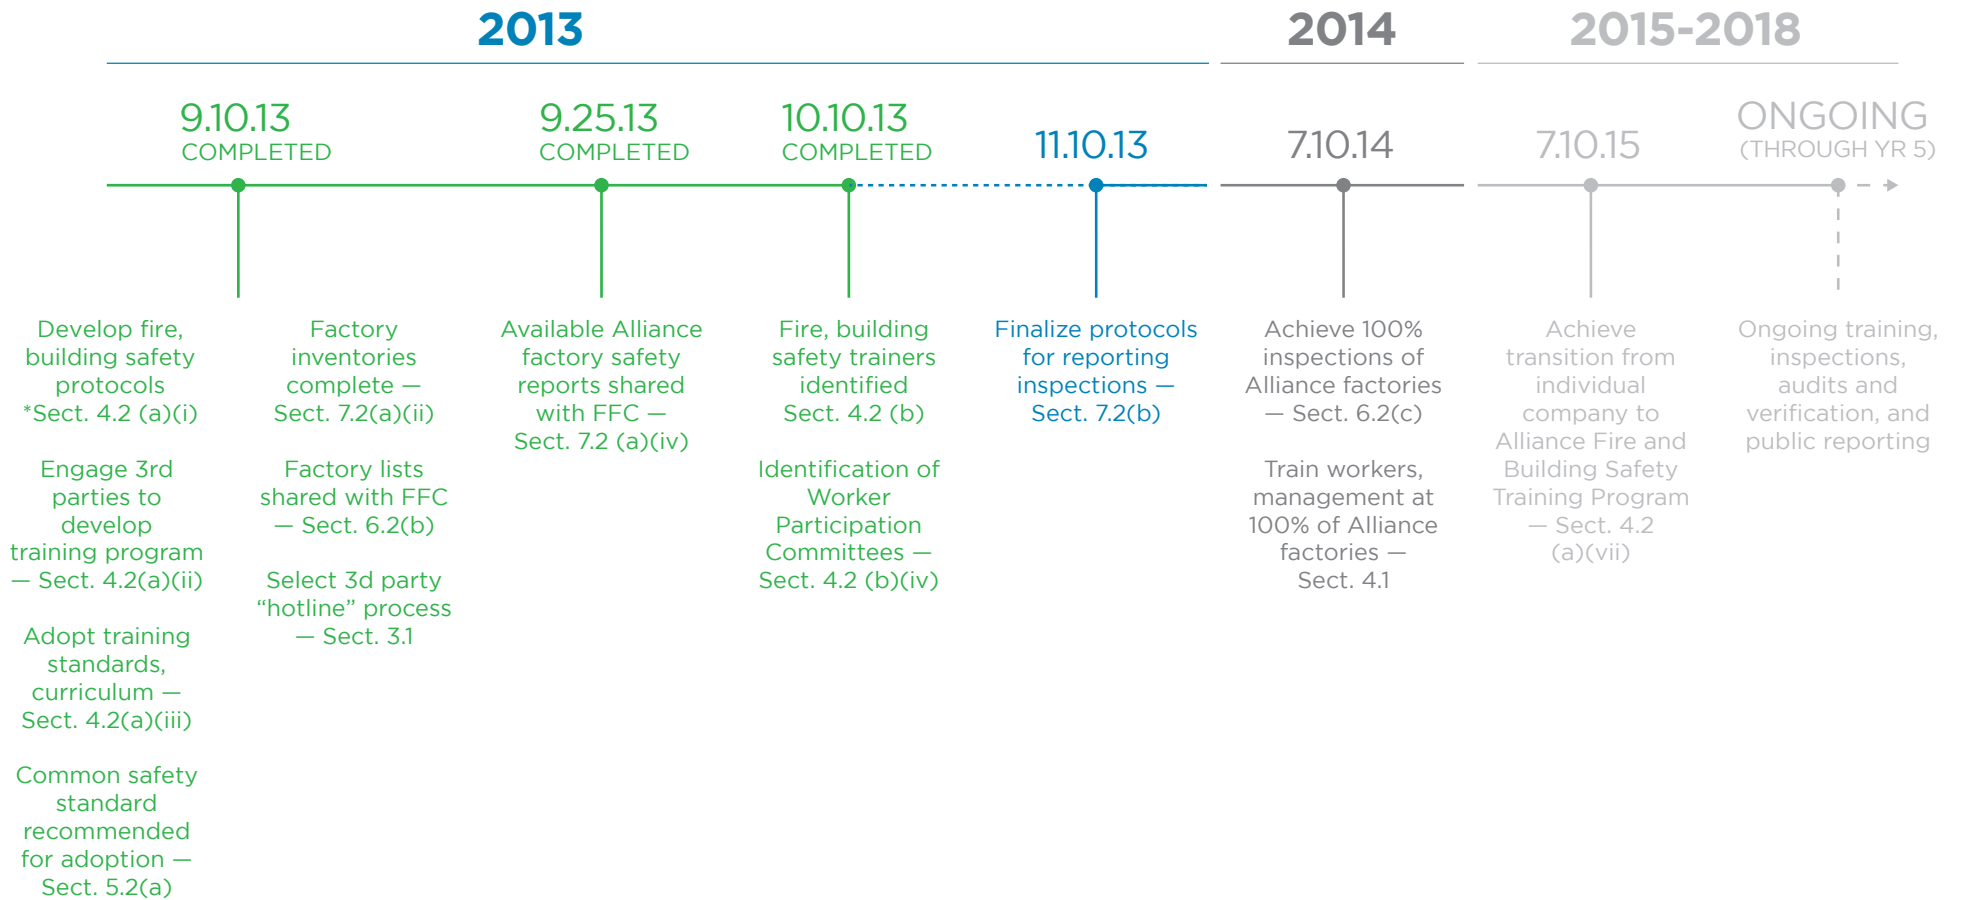 2013
2014
2015-2018
9.10.13
COMPLETED
9.25.13
COMPLETED
10.10.13
COMPLETED
11.10.13
7.10.14
7.10.15
ONGOING
(THROUGH YR 5)
Develop fire,
building safety
protocols
*Sect. 4.2 (a)(i)
Engage 3rd
parties to
develop
training program
— Sect. 4.2(a)(ii)
Adopt training
standards,
curriculum —
Sect. 4.2(a)(iii)
Common safety
standard
recommended
for adoption —
Sect. 5.2(a)
Factory
inventories
complete —
Sect. 7.2(a)(ii)
Factory lists
shared with FFC
— Sect. 6.2(b)
Select 3d party
“hotline” process
— Sect. 3.1
Available Alliance
factory safety
reports shared
with FFC —
Sect. 7.2 (a)(iv)
Fire, building
safety trainers
identified
Sect. 4.2 (b)
Identification of
Worker
Participation
Committees —
Sect. 4.2 (b)(iv)
Finalize protocols
for reporting
inspections —
Sect. 7.2(b)
Achieve 100%
inspections of
Alliance factories
— Sect. 6.2(c)
Train workers,
management at
100% of Alliance
factories —
Sect. 4.1
Achieve
transition from
individual
company to
Alliance Fire and
Building Safety
Training Program
— Sect. 4.2
(a)(vii)
Ongoing training,
inspections,
audits and
verification, and
public reporting